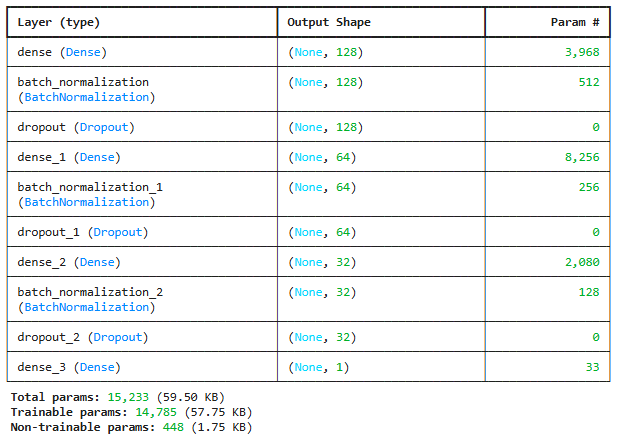 Layer (type) Output Shape Param #
dense (Dense) (None, 128) 3,968
batch_normalization (None, 128) 512
(BatchNormalization)
dropout (Dropout) (None, 128) 0
dense_1 (Dense) (None, 64) 8,256
batch_normalization_1 (None, 64) 256
(BatchNormalization)
dropout_1 (Dropout) (None, 64) 0
dense_2 (Dense) (None, 32) 2,080
batch_normalization_2 (None, 32) 128
(BatchNormalization)
dropout_2 (Dropout) (None, 32) 0
dense_3 (Dense) (None, 1) 33
Total params: 15,233 (59.50 KB)
Trainable params: 14,785 (57.75 KB)
Non-trainable params: 448 (1.75 KB)